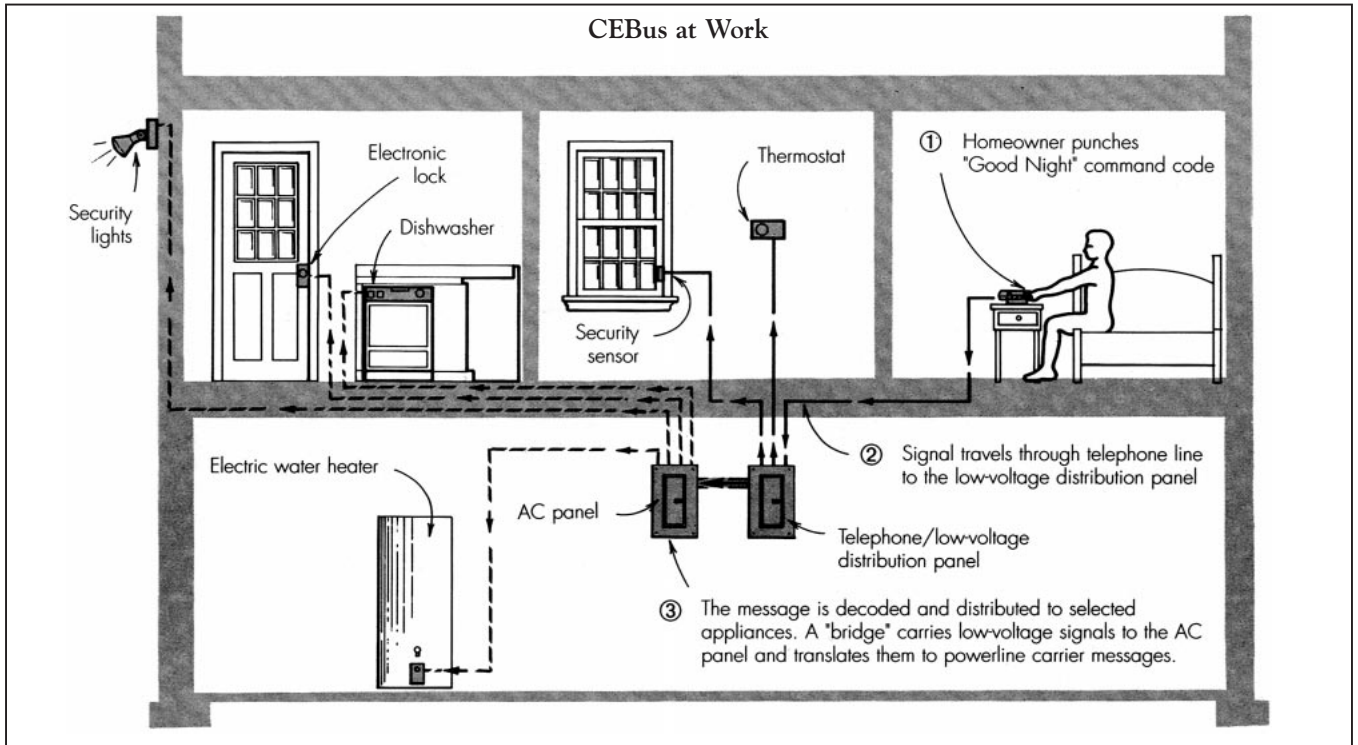 CEBus at Work
Security
lights
Electronic
lock
Dishwasher
Security
sensor
Thermostat
① Homeowner punches
"Good Night" command code
② Signal travels through telephone line
to the low-voltage distribution panel
Electric water heater
AC panel
Telephone/low-voltage
distribution panel
③ The message is decoded and distributed to selected
appliances. A "bridge" carries low-voltage signals to the AC
panel and translates them to powerline carrier messages.